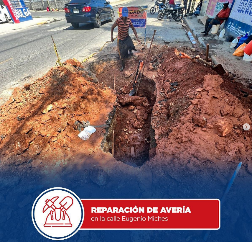 REPARACIÓN DE AVERÍA
en la calle Eugenio Miches